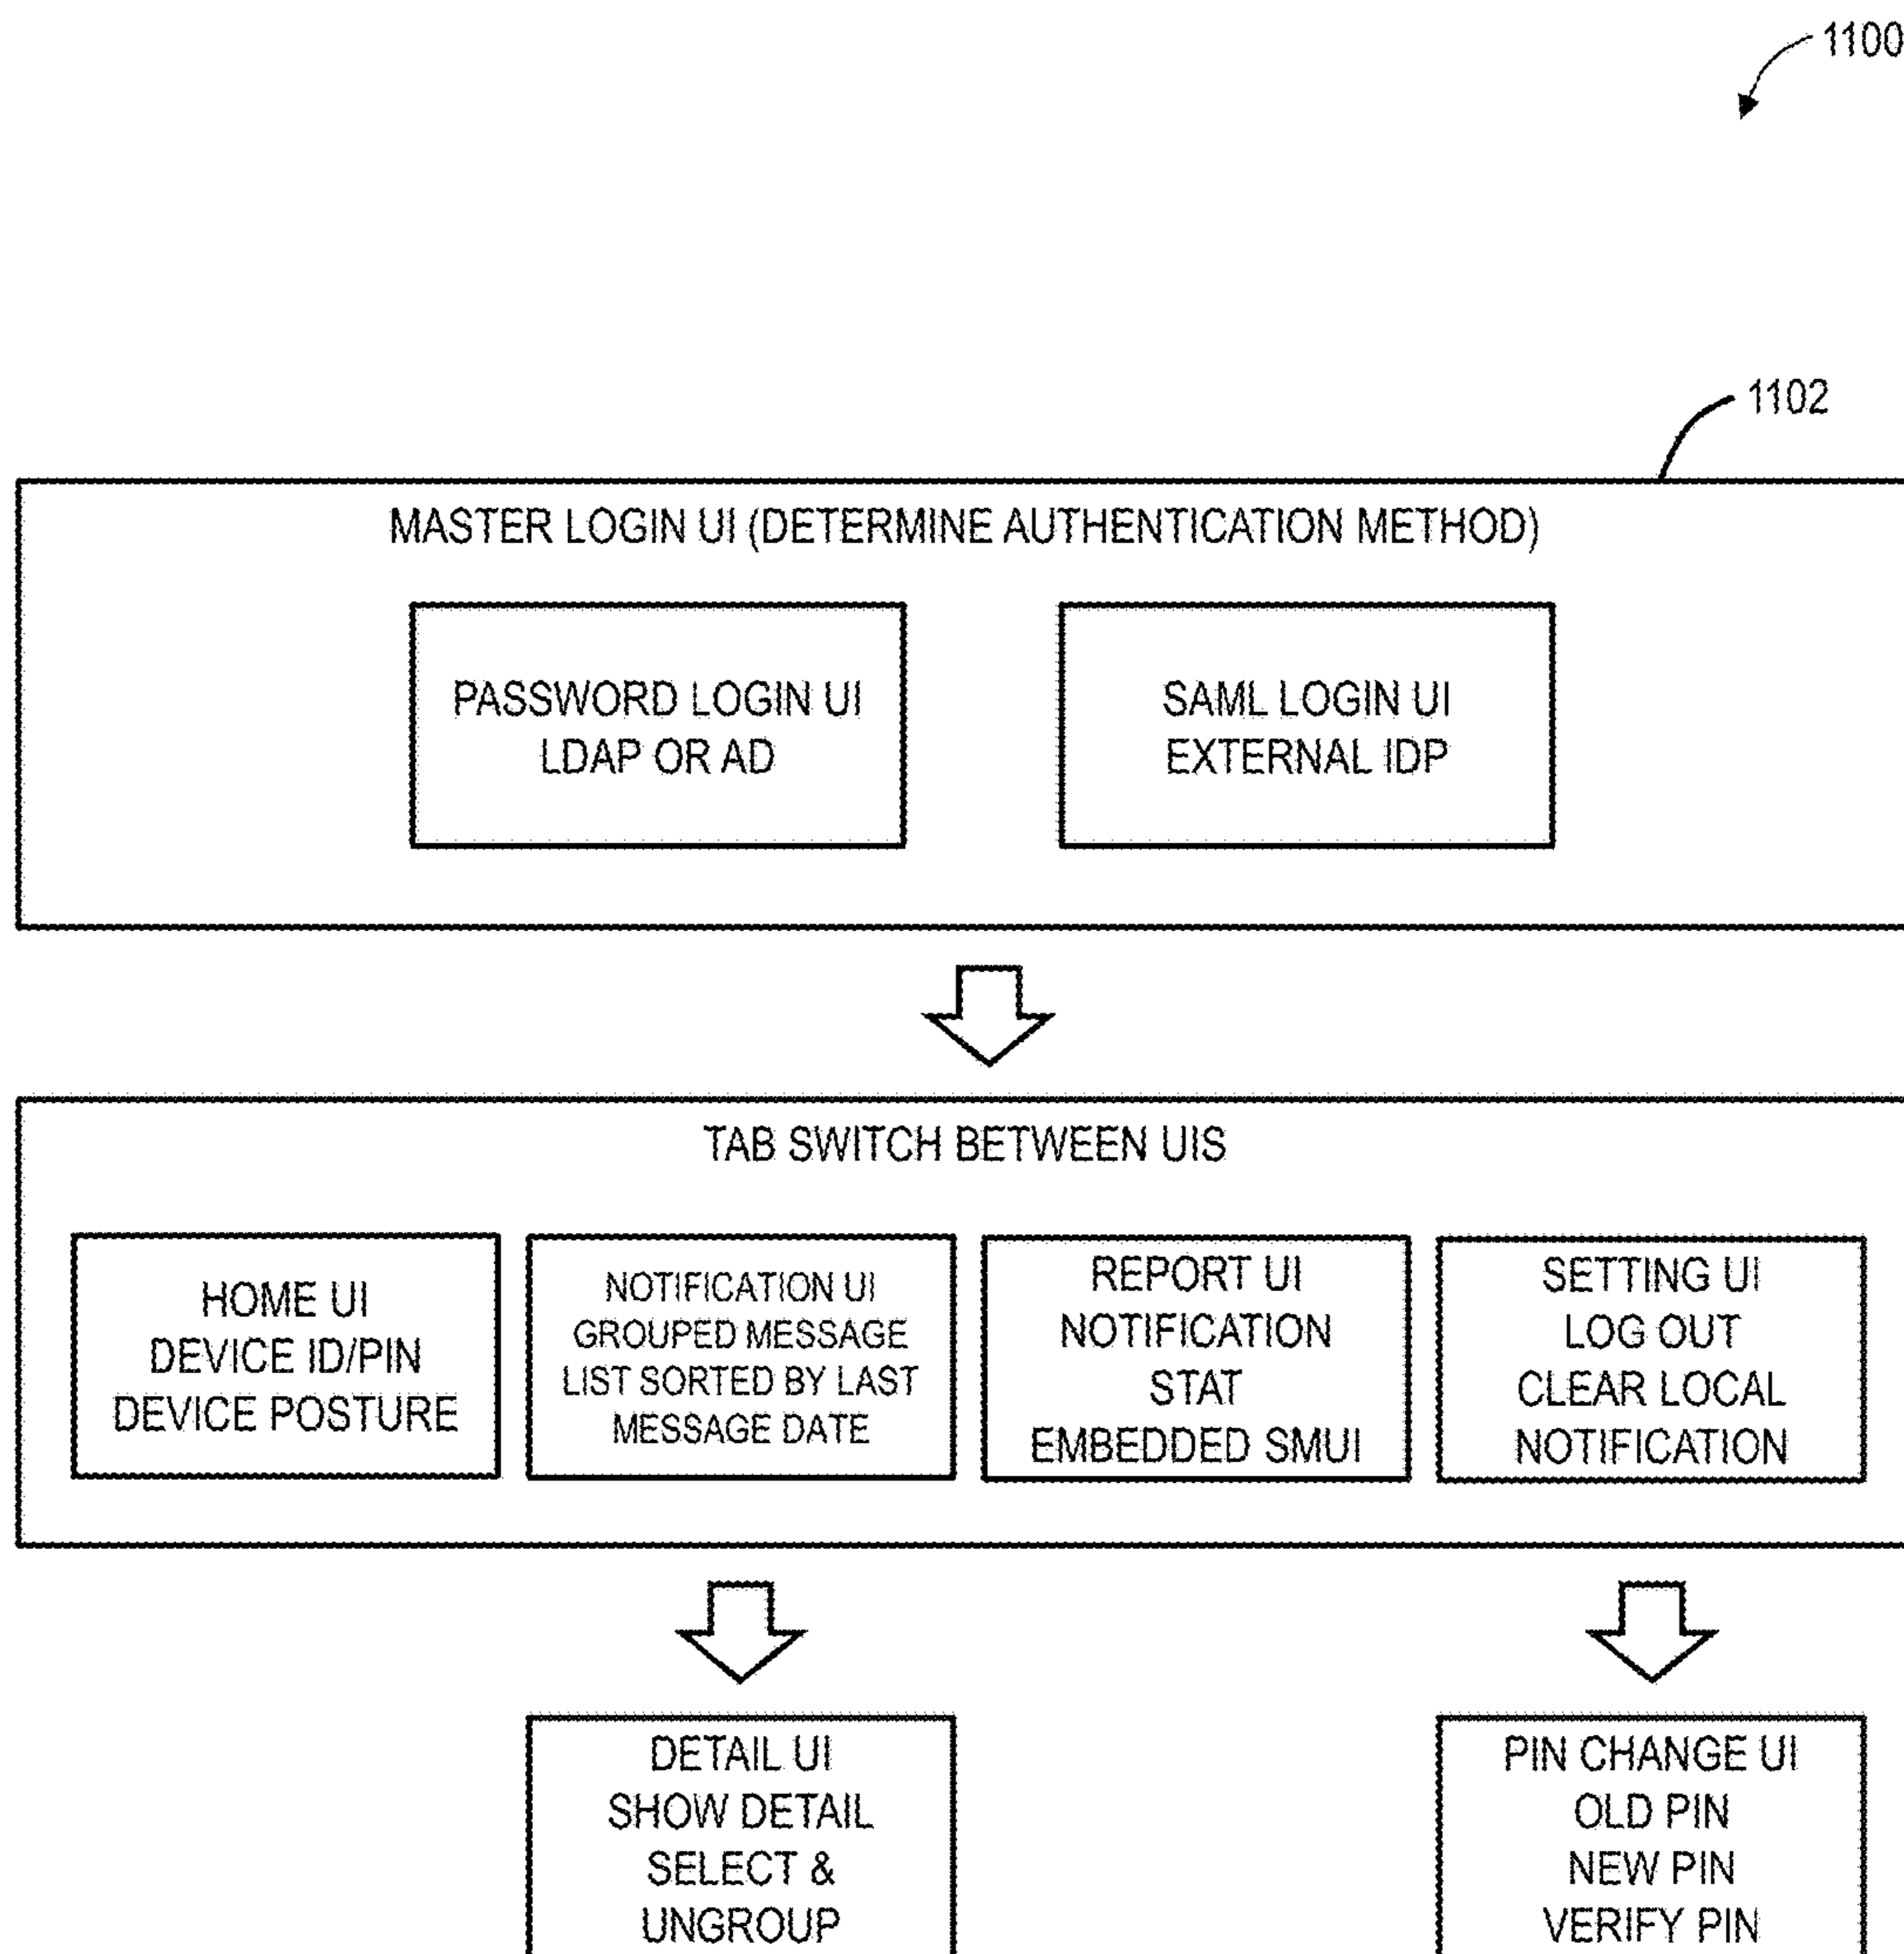 1100
1102
MASTER LOGIN UI (DETERMINE AUTHENTICATION METHOD)
PASSWORD LOGIN UI
LDAP OR AD
SAML LOGIN UI
EXTERNAL IDP
TAB SWITCH BETWEEN UIS
HOME UI
DEVICE ID/PIN
DEVICE POSTURE
NOTIFICATION UI
GROUPED MESSAGE
LIST SORTED BY LAST
MESSAGE DATE
REPORT UI
NOTIFICATION
STAT
EMBEDDED SMUI
SETTING UI
LOG OUT
CLEAR LOCAL
NOTIFICATION
DETAIL UI
SHOW DETAIL
SELECT &
UNGROUP
PIN CHANGE UI
OLD PIN
NEW PIN
VERIFY PIN